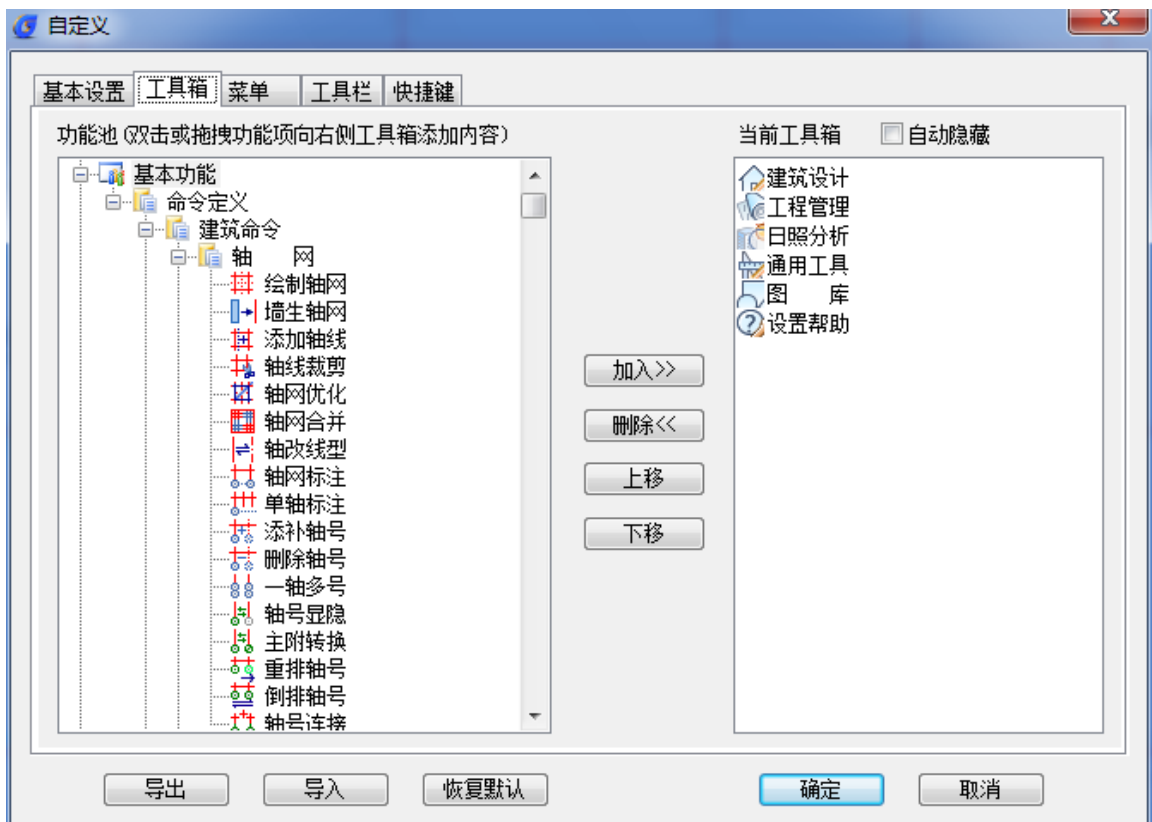 自定义
基本设置 工具箱 菜单 工具栏 快捷键
功能池(双击或拖拽功能项向右侧工具箱添加内容)
当前工具箱 自动隐藏
基本功能
命令定义
建筑命令
轴 网
绘制轴网
墙生轴网
添加轴线
轴线裁剪
轴网优化
轴网合并
轴改线型
轴网标注
单轴标注
添补轴号
删除轴号
一轴多号
轴号显隐
主附转换
重排轴号
倒排轴号
轴号连接
加入>>
删除<<
上移
下移
建筑设计
工程管理
日照分析
通用工具
图 库
设置帮助
导出 导入 恢复默认 确定 取消